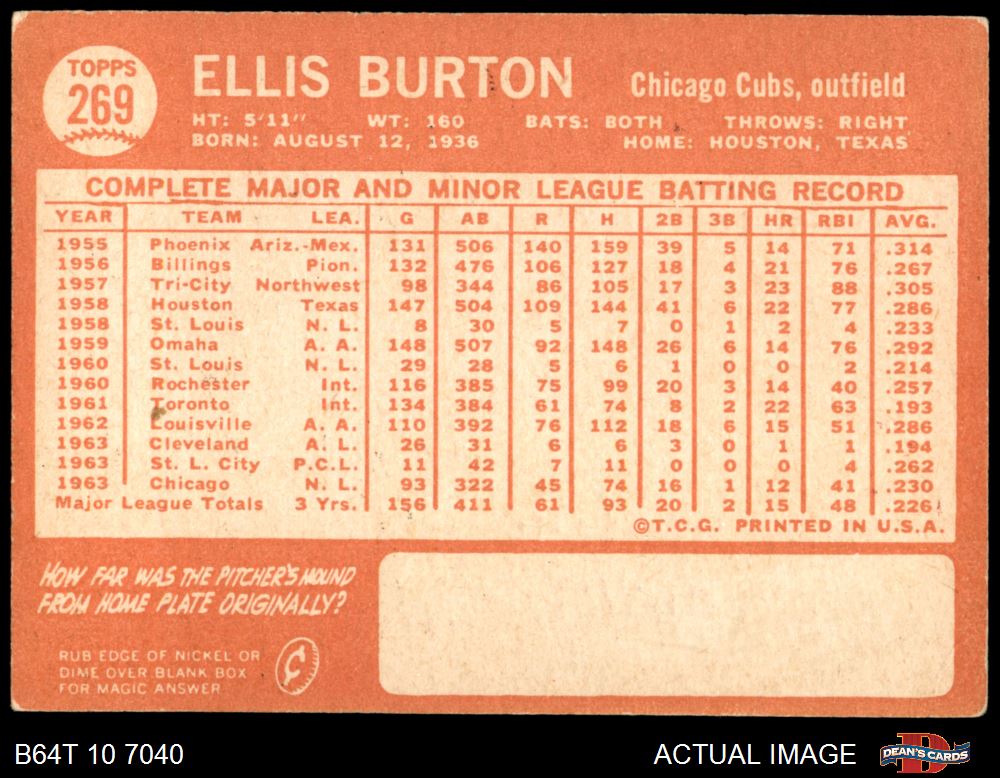 TOPPS
269
ELLIS BURTON Chicago Cubs, outfield
HT: 5'11" WT: 160 BATS: BOTH THROWS: RIGHT
BORN: AUGUST 12, 1936 HOME: HOUSTON, TEXAS
COMPLETE MAJOR AND MINOR LEAGUE BATTING RECORD
YEAR TEAM LEA. G AB R H 2B 3B HR RBI AVG.
1955 Phoenix Ariz.-Mex. 131 506 140 159 39 5 14 71 .314
1956 Billings Pion. 132 476 106 127 18 4 21 76 .267
1957 Tri-City Northwest 98 344 86 105 17 3 23 88 .305
1958 Houston Texas 147 504 109 144 41 6 22 77 .286
1958 St. Louis N. L. 8 30 5 7 0 1 2 4 .233
1959 Omaha A. A. 148 507 92 148 26 6 14 76 .292
1960 St. Louis N. L. 29 28 5 6 1 0 0 2 .214
1960 Rochester Int. 116 385 75 99 20 3 14 40 .257
1961 Toronto Int. 134 384 61 74 8 2 22 63 .193
1962 Louisville A. A. 110 392 76 112 18 6 15 51 .286
1963 Cleveland A. L. 26 31 6 6 3 0 1 1 .194
1963 St. L. City P.C.L. 11 42 7 11 0 0 0 4 .262
1963 Chicago N. L. 93 322 45 74 16 1 12 41 .230
Major League Totals 3 Yrs. 156 411 61 93 20 2 15 48 .226
©T.C.G. PRINTED IN U.S.A.
HOW FAR WAS THE PITCHER'S MOUND
FROM HOME PLATE ORIGINALLY?
RUB EDGE OF NICKEL OR
DIME OVER BLANK BOX
FOR MAGIC ANSWER
¢
B64T 10 7040 ACTUAL IMAGE D DEAN'S CARDS